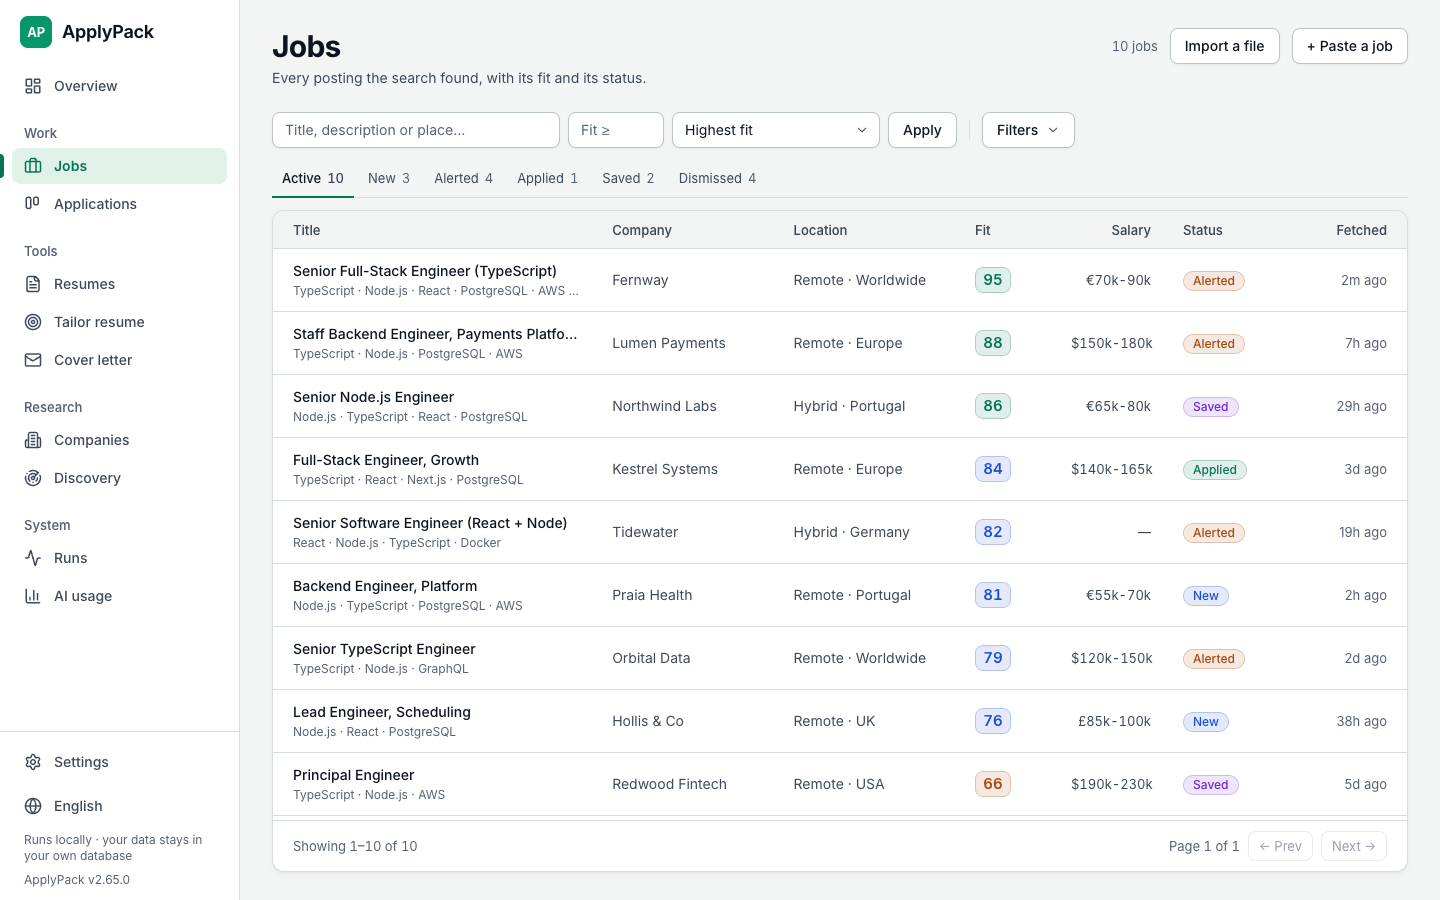 AP ApplyPack
Overview
Work
Jobs
Applications
Tools
Resumes
Tailor resume
Cover letter
Research
Companies
Discovery
System
Runs
AI usage
Settings
English
Runs locally · your data stays in
your own database
ApplyPack v2.65.0
Jobs
Every posting the search found, with its fit and its status.
10 jobs Import a file + Paste a job
Title, description or place... Fit ≥ Highest fit Apply Filters
Active 10 New 3 Alerted 4 Applied 1 Saved 2 Dismissed 4
Title Company Location Fit Salary Status Fetched
Senior Full-Stack Engineer (TypeScript)
TypeScript · Node.js · React · PostgreSQL · AWS ...
Fernway Remote · Worldwide 95 €70k-90k Alerted 2m ago
Staff Backend Engineer, Payments Platfo...
TypeScript · Node.js · PostgreSQL · AWS
Lumen Payments Remote · Europe 88 $150k-180k Alerted 7h ago
Senior Node.js Engineer
Node.js · TypeScript · React · PostgreSQL
Northwind Labs Hybrid · Portugal 86 €65k-80k Saved 29h ago
Full-Stack Engineer, Growth
TypeScript · React · Next.js · PostgreSQL
Kestrel Systems Remote · Europe 84 $140k-165k Applied 3d ago
Senior Software Engineer (React + Node)
React · Node.js · TypeScript · Docker
Tidewater Hybrid · Germany 82 — Alerted 19h ago
Backend Engineer, Platform
Node.js · TypeScript · PostgreSQL · AWS
Praia Health Remote · Portugal 81 €55k-70k New 2h ago
Senior TypeScript Engineer
TypeScript · Node.js · GraphQL
Orbital Data Remote · Worldwide 79 $120k-150k Alerted 2d ago
Lead Engineer, Scheduling
Node.js · React · PostgreSQL
Hollis & Co Remote · UK 76 £85k-100k New 38h ago
Principal Engineer
TypeScript · Node.js · AWS
Redwood Fintech Remote · USA 66 $190k-230k Saved 5d ago
Showing 1–10 of 10 Page 1 of 1 ← Prev Next →